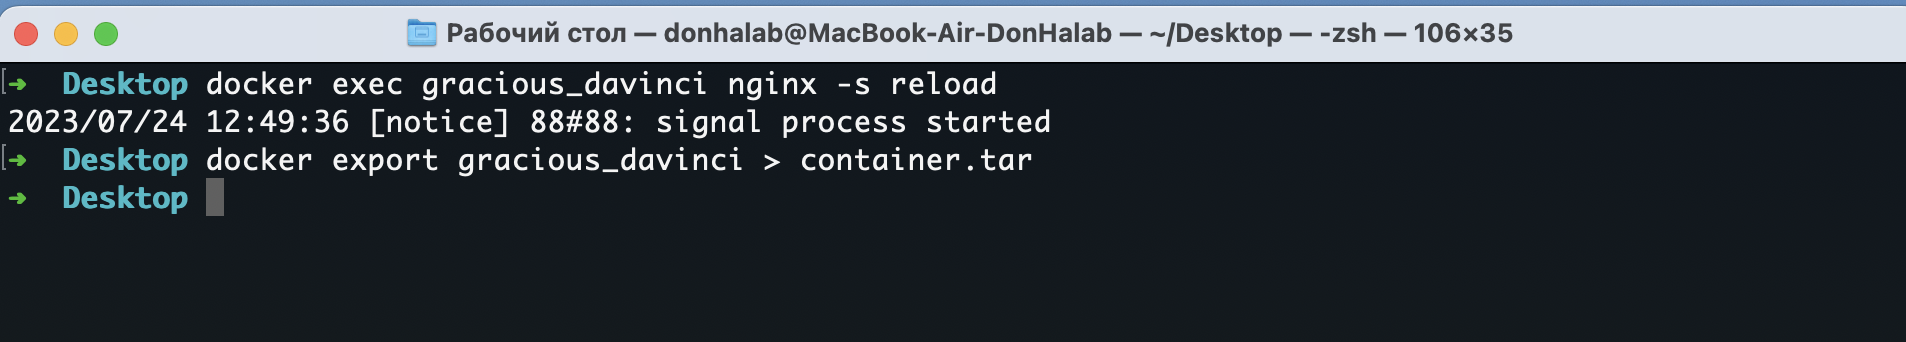 Рабочий стол — donhalab@MacBook-Air-DonHalab — ~/Desktop — -zsh — 106×35
[➜  Desktop docker exec gracious_davinci nginx -s reload
2023/07/24 12:49:36 [notice] 88#88: signal process started
[➜  Desktop docker export gracious_davinci > container.tar
➜  Desktop